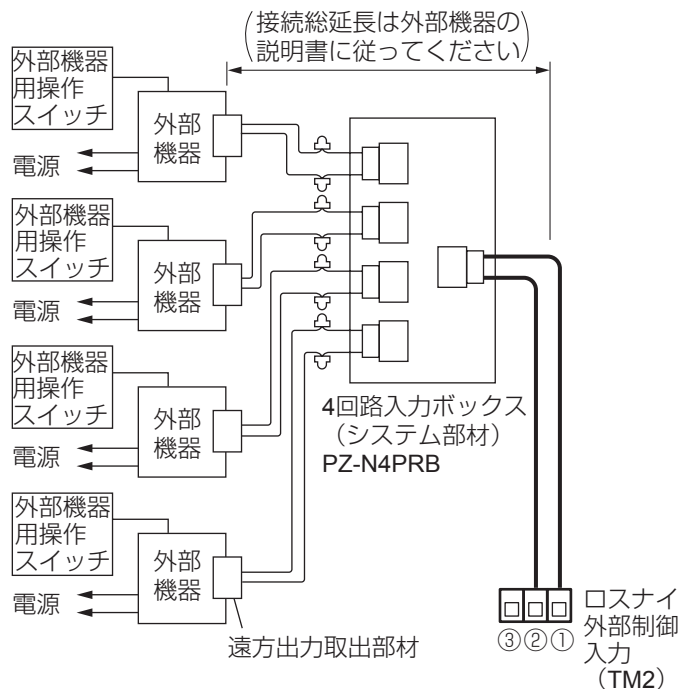 （接続総延長は外部機器の
説明書に従ってください）
外部機器
用操作
スイッチ
外部
機器
電源
外部機器
用操作
スイッチ
外部
機器
電源
外部機器
用操作
スイッチ
外部
機器
電源
外部機器
用操作
スイッチ
外部
機器
電源
遠方出力取出部材
4回路入力ボックス
（システム部材）
PZ-N4PRB
③②①
ロスナイ
外部制御
入力
（TM2）